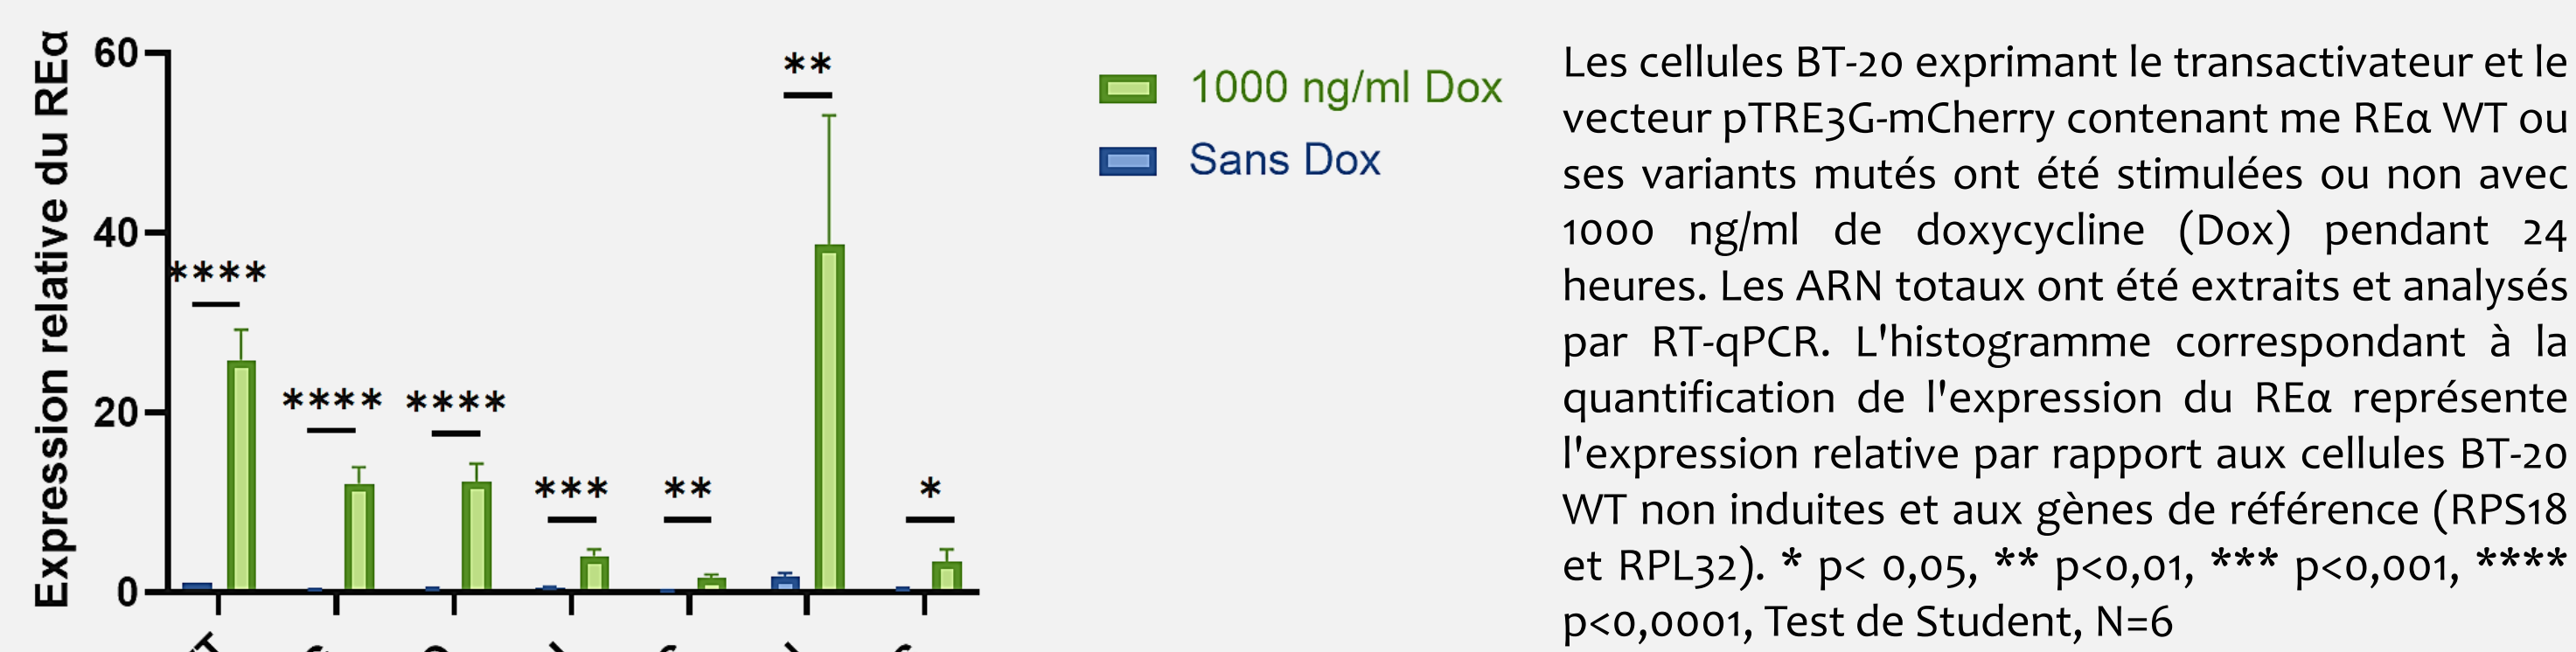 Expression relative du REα
60
40
20
0
****
****
****
***
**
**
*
1000 ng/ml Dox
Sans Dox
Les cellules BT-20 exprimant le transactivateur et le
vecteur pTRE3G-mCherry contenant me REα WT ou
ses variants mutés ont été stimulées ou non avec
1000 ng/ml de doxycycline (Dox) pendant 24
heures. Les ARN totaux ont été extraits et analysés
par RT-qPCR. L'histogramme correspondant à la
quantification de l'expression du REα représente
l'expression relative par rapport aux cellules BT-20
WT non induites et aux gènes de référence (RPS18
et RPL32). * p< 0,05, ** p<0,01, *** p<0,001, ****
p<0,0001, Test de Student, N=6